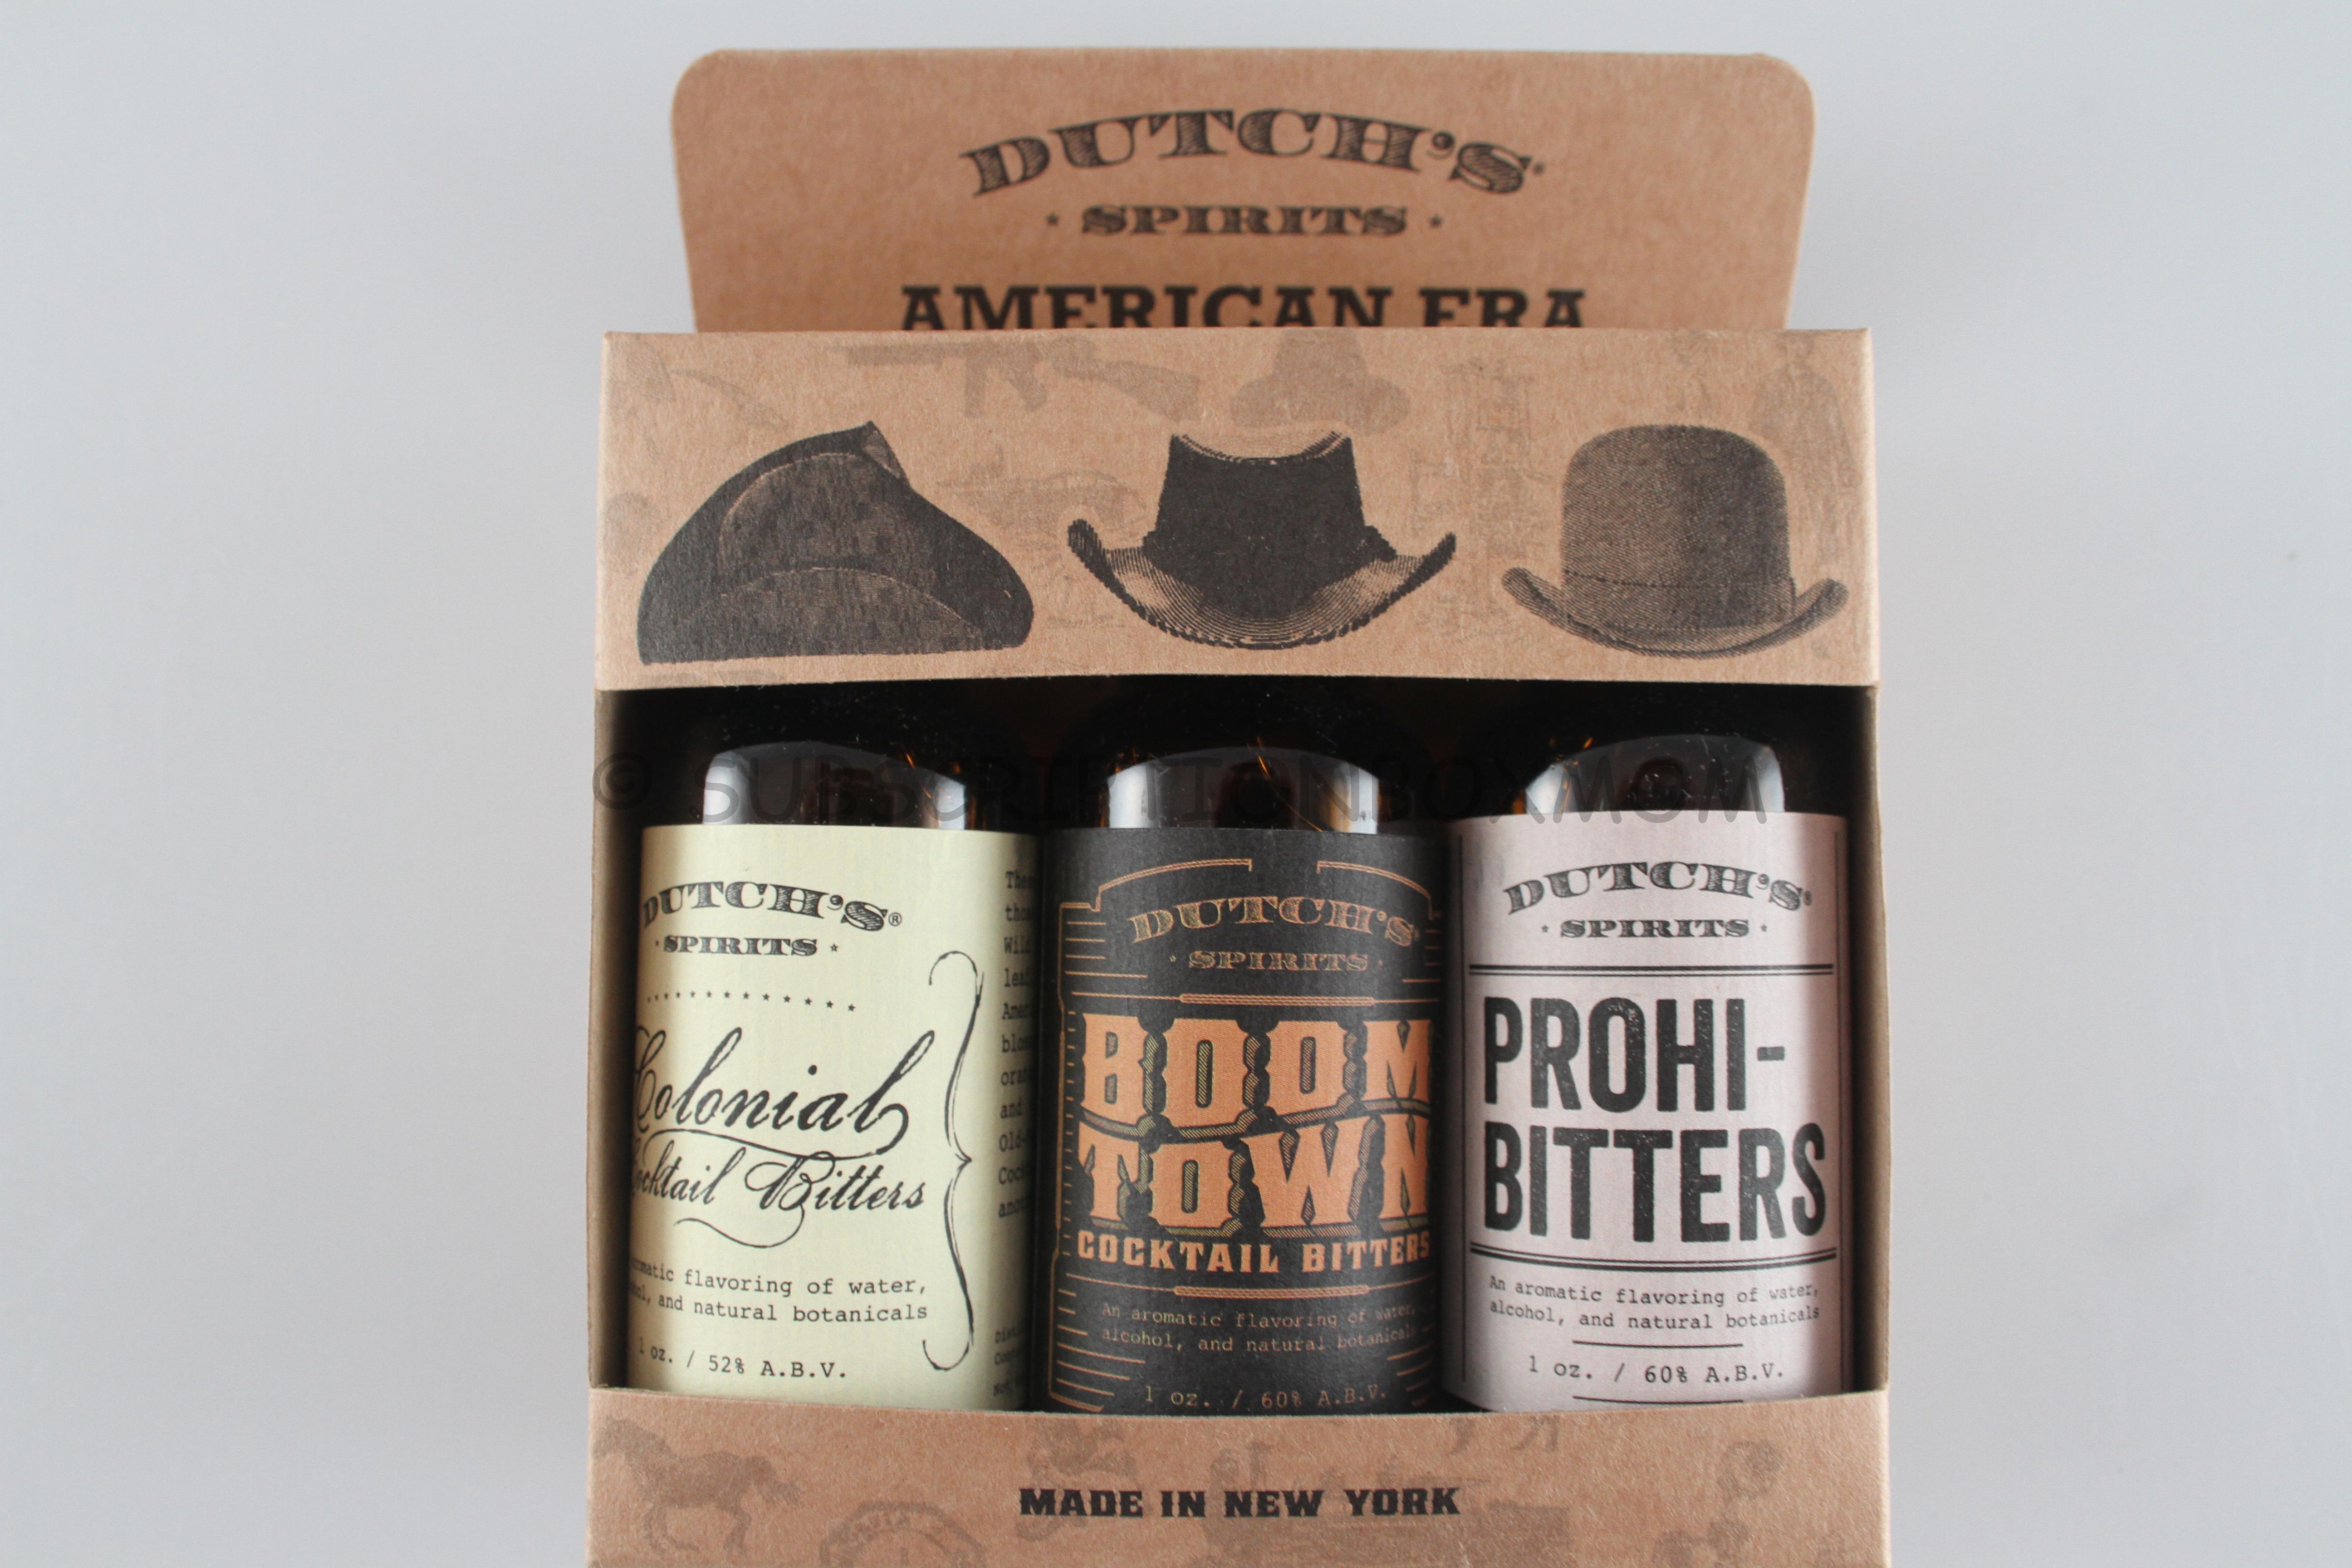 DUTCH'S
SPIRITS
AMERICAN ERA
© SUBSCRIPTIONBOXMOM
DUTCH'S®
SPIRITS
Colonial
Cocktail Bitters
flavoring of water,
and natural botanicals
1 oz. / 52% A.B.V.
DUTCH'S
SPIRITS
BOOM
TOWN
COCKTAIL BITTERS
An aromatic flavoring of water,
alcohol, and natural botanicals
1 oz. / 60% A.B.V.
DUTCH'S®
SPIRITS
PROHI-
BITTERS
An aromatic flavoring of water,
alcohol, and natural botanicals
1 oz. / 60% A.B.V.
MADE IN NEW YORK